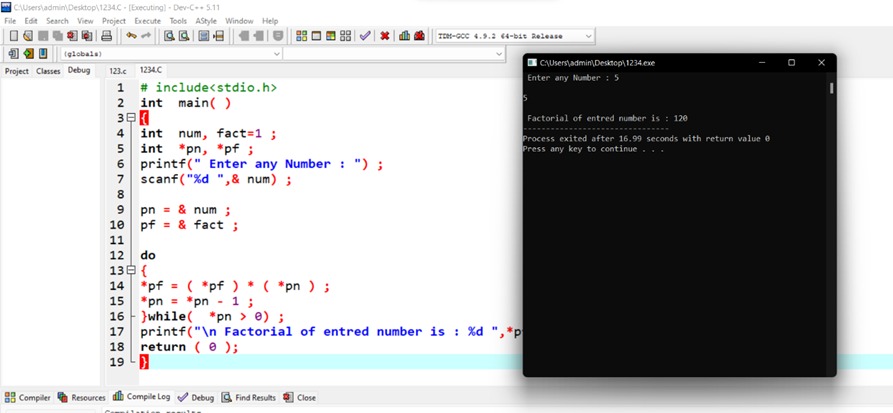 C:\Users\admin\Desktop\1234.C - [Executing] - Dev-C++ 5.11
File Edit Search View Project Execute Tools AStyle Window Help
TDM-GCC 4.9.2 64-bit Release
(globals)
Project Classes Debug 123.c 1234.C
1 # include<stdio.h>
2 int main( )
3 {
4 int num, fact=1 ;
5 int *pn, *pf ;
6 printf(" Enter any Number : ") ;
7 scanf("%d ",& num) ;
8
9 pn = & num ;
10 pf = & fact ;
11
12 do
13 {
14 *pf = ( *pf ) * ( *pn ) ;
15 *pn = *pn - 1 ;
16 }while( *pn > 0) ;
17 printf("\n Factorial of entred number is : %d ",*p
18 return ( 0 );
19 }
C:\Users\admin\Desktop\1234.exe
Enter any Number : 5
5
Factorial of entred number is : 120
--------------------------------
Process exited after 16.99 seconds with return value 0
Press any key to continue . . .
Compiler Resources Compile Log Debug Find Results Close
Compilation results